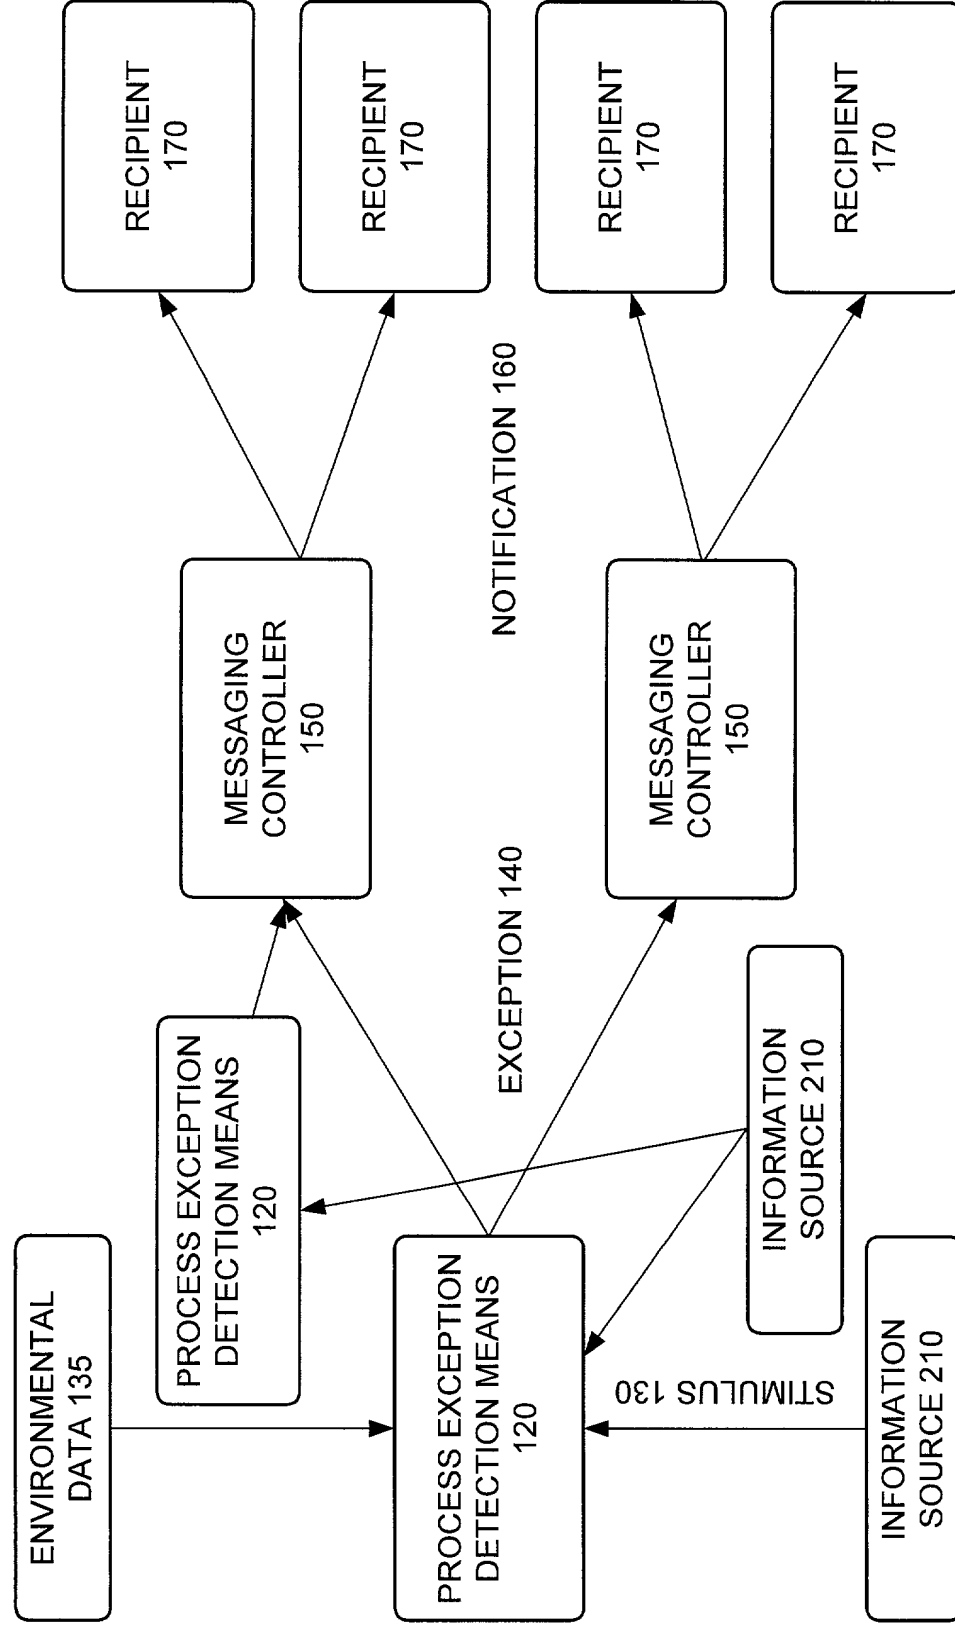 ENVIRONMENTAL
DATA 135
PROCESS EXCEPTION
DETECTION MEANS
120
PROCESS EXCEPTION
DETECTION MEANS
120
STIMULUS 130
INFORMATION
SOURCE 210
INFORMATION
SOURCE 210
EXCEPTION 140
MESSAGING
CONTROLLER
150
MESSAGING
CONTROLLER
150
NOTIFICATION 160
RECIPIENT
170
RECIPIENT
170
RECIPIENT
170
RECIPIENT
170